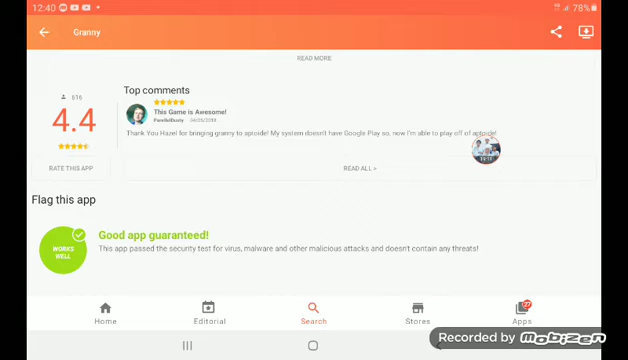 12:40
78%
Granny
READ MORE
616
4.4
RATE THIS APP
Top comments
This Game is Awesome!
04/05/2018
Thank You Hazel for bringing granny to aptoide! My system doesn't have Google Play so, now I'm able to play off of aptoide!
READ ALL >
Flag this app
WORKS WELL
Good app guaranteed!
This app passed the security test for virus, malware and other malicious attacks and doesn't contain any threats!
Home
Editorial
Search
Stores
27
Apps
Recorded by Mobizen